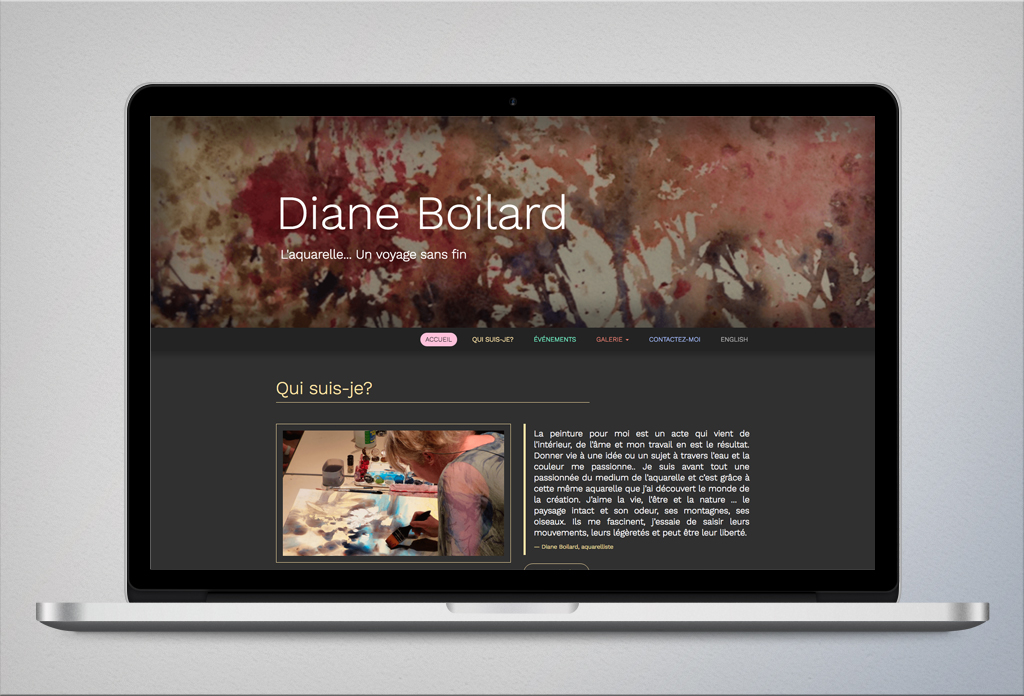 Diane Boilard
L'aquarelle... Un voyage sans fin
ACCUEIL QUI SUIS-JE? ÉVÉNEMENTS GALERIE CONTACTEZ-MOI ENGLISH
Qui suis-je?
La peinture pour moi est un acte qui vient de
l'intérieur, de l'âme et mon travail en est le résultat.
Donner vie à une idée ou un sujet à travers l'eau et la
couleur me passionne.. Je suis avant tout une
passionnée du medium de l'aquarelle et c'est grâce à
cette même aquarelle que j'ai découvert le monde de
la création. J'aime la vie, l'être et la nature ... le
paysage intact et son odeur, ses montagnes, ses
oiseaux. Ils me fascinent, j'essaie de saisir leurs
mouvements, leurs légèretés et peut être leur liberté.
— Diane Boilard, aquarelliste